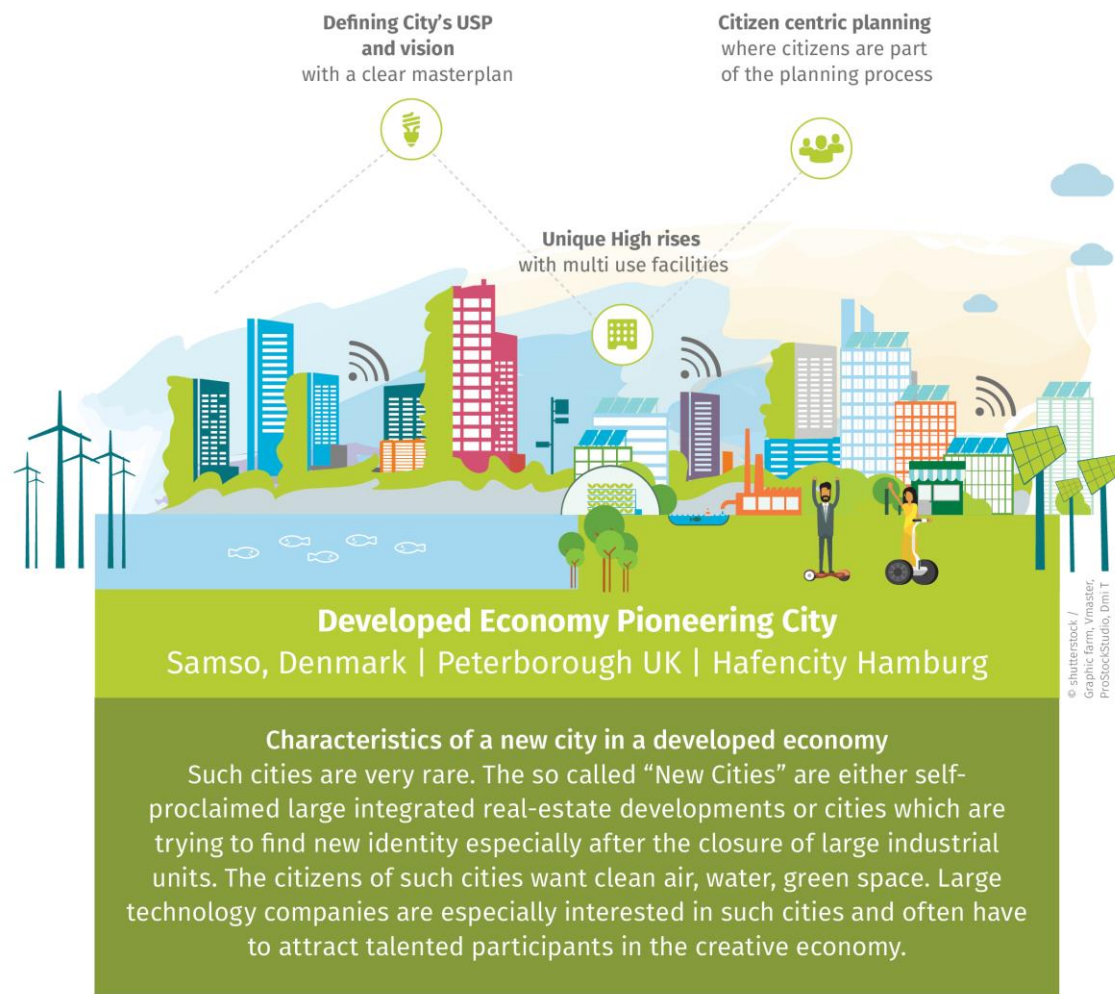 Defining City's USP
and vision
with a clear masterplan
Citizen centric planning
where citizens are part
of the planning process
Unique High rises
with multi use facilities
© shutterstock /
Graphic farm, Vmaster,
ProStockStudio, Dmi T
Developed Economy Pioneering City
Samso, Denmark | Peterborough UK | Hafencity Hamburg
Characteristics of a new city in a developed economy
Such cities are very rare. The so called “New Cities” are either self-
proclaimed large integrated real-estate developments or cities which are
trying to find new identity especially after the closure of large industrial
units. The citizens of such cities want clean air, water, green space. Large
technology companies are especially interested in such cities and often have
to attract talented participants in the creative economy.